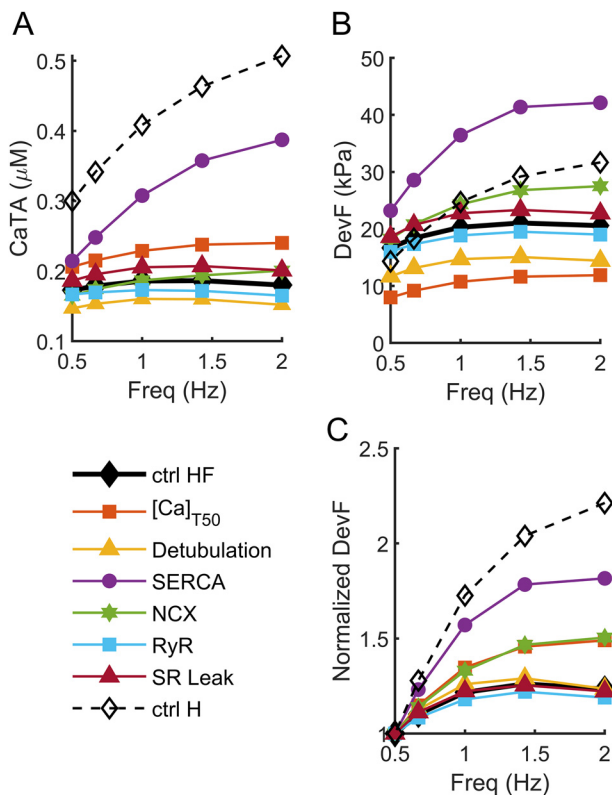 A
CaTA (μM)
0.5
0.4
0.3
0.2
0.1
0.5 1 1.5 2
Freq (Hz)
B
DevF (kPa)
50
40
30
20
10
0
0.5 1 1.5 2
Freq (Hz)
ctrl HF
[Ca]T50
Detubulation
SERCA
NCX
RyR
SR Leak
ctrl H
C
Normalized DevF
2.5
2
1.5
1
0.5 1 1.5 2
Freq (Hz)